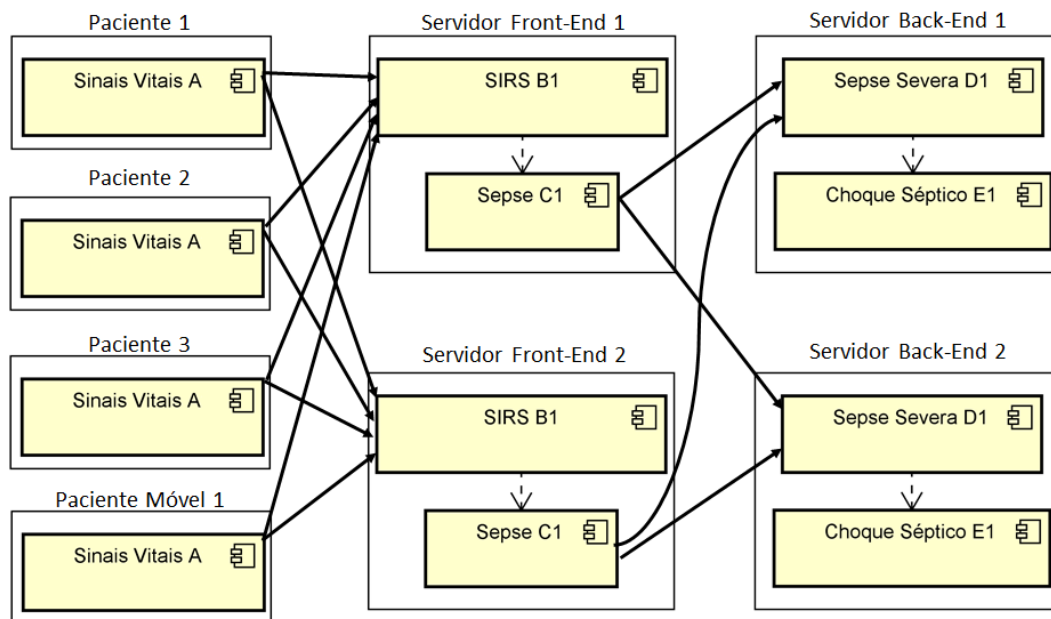 Paciente 1
Sinais Vitais A
Paciente 2
Sinais Vitais A
Paciente 3
Sinais Vitais A
Paciente Móvel 1
Sinais Vitais A
Servidor Front-End 1
SIRS B1
Sepse C1
Servidor Front-End 2
SIRS B1
Sepse C1
Servidor Back-End 1
Sepse Severa D1
Choque Séptico E1
Servidor Back-End 2
Sepse Severa D1
Choque Séptico E1